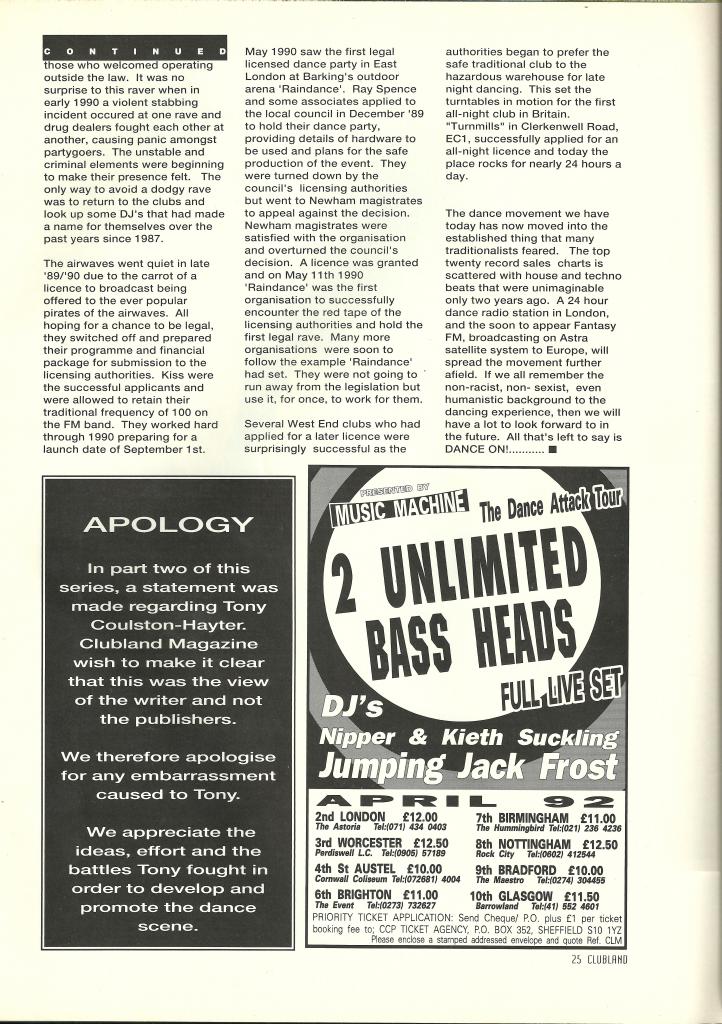 CONTINUED
those who welcomed operating
outside the law. It was no
surprise to this raver when in
early 1990 a violent stabbing
incident occured at one rave and
drug dealers fought each other at
another, causing panic amongst
partygoers. The unstable and
criminal elements were beginning
to make their presence felt. The
only way to avoid a dodgy rave
was to return to the clubs and
look up some DJ's that had made
a name for themselves over the
past years since 1987.
The airwaves went quiet in late
'89/'90 due to the carrot of a
licence to broadcast being
offered to the ever popular
pirates of the airwaves. All
hoping for a chance to be legal,
they switched off and prepared
their programme and financial
package for submission to the
licensing authorities. Kiss were
the successful applicants and
were allowed to retain their
traditional frequency of 100 on
the FM band. They worked hard
through 1990 preparing for a
launch date of September 1st.
May 1990 saw the first legal
licensed dance party in East
London at Barking's outdoor
arena 'Raindance'. Ray Spence
and some associates applied to
the local council in December '89
to hold their dance party,
providing details of hardware to
be used and plans for the safe
production of the event. They
were turned down by the
council's licensing authorities
but went to Newham magistrates
to appeal against the decision.
Newham magistrates were
satisfied with the organisation
and overturned the council's
decision. A licence was granted
and on May 11th 1990
'Raindance' was the first
organisation to successfully
encounter the red tape of the
licensing authorities and hold the
first legal rave. Many more
organisations were soon to
follow the example 'Raindance'
had set. They were not going to
run away from the legislation but
use it, for once, to work for them.
Several West End clubs who had
applied for a later licence were
surprisingly successful as the
authorities began to prefer the
safe traditional club to the
hazardous warehouse for late
night dancing. This set the
turntables in motion for the first
all-night club in Britain.
"Turnmills" in Clerkenwell Road,
EC1, successfully applied for an
all-night licence and today the
place rocks for nearly 24 hours a
day.
The dance movement we have
today has now moved into the
established thing that many
traditionalists feared. The top
twenty record sales charts is
scattered with house and techno
beats that were unimaginable
only two years ago. A 24 hour
dance radio station in London,
and the soon to appear Fantasy
FM, broadcasting on Astra
satellite system to Europe, will
spread the movement further
afield. If we all remember the
non-racist, non- sexist, even
humanistic background to the
dancing experience, then we will
have a lot to look forward to in
the future. All that's left to say is
DANCE ON!........... ■
APOLOGY
In part two of this
series, a statement was
made regarding Tony
Coulston-Hayter.
Clubland Magazine
wish to make it clear
that this was the view
of the writer and not
the publishers.
We therefore apologise
for any embarrassment
caused to Tony.
We appreciate the
ideas, effort and the
battles Tony fought in
order to develop and
promote the dance
scene.
PRESENTED BY
MUSIC MACHINE
The Dance Attack Tour
2 UNLIMITED
BASS HEADS
FULL LIVE SET
DJ's
Nipper & Kieth Suckling
Jumping Jack Frost
APRIL 92
2nd LONDON £12.00
The Astoria Tel:(071) 434 0403
3rd WORCESTER £12.50
Perdiswell L.C. Tel:(0905) 57189
4th St AUSTEL £10.00
Cornwall Coliseum Tel:(072681) 4004
6th BRIGHTON £11.00
The Event Tel:(0273) 732627
7th BIRMINGHAM £11.00
The Hummingbird Tel:(021) 236 4236
8th NOTTINGHAM £12.50
Rock City Tel:(0602) 412544
9th BRADFORD £10.00
The Maestro Tel:(0274) 304455
10th GLASGOW £11.50
Barrowland Tel:(41) 552 4601
PRIORITY TICKET APPLICATION: Send Cheque/ P.O. plus £1 per ticket
booking fee to; CCP TICKET AGENCY, P.O. BOX 352, SHEFFIELD S10 1YZ
Please enclose a stamped addressed envelope and quote Ref. CLM
25 CLUBLAND